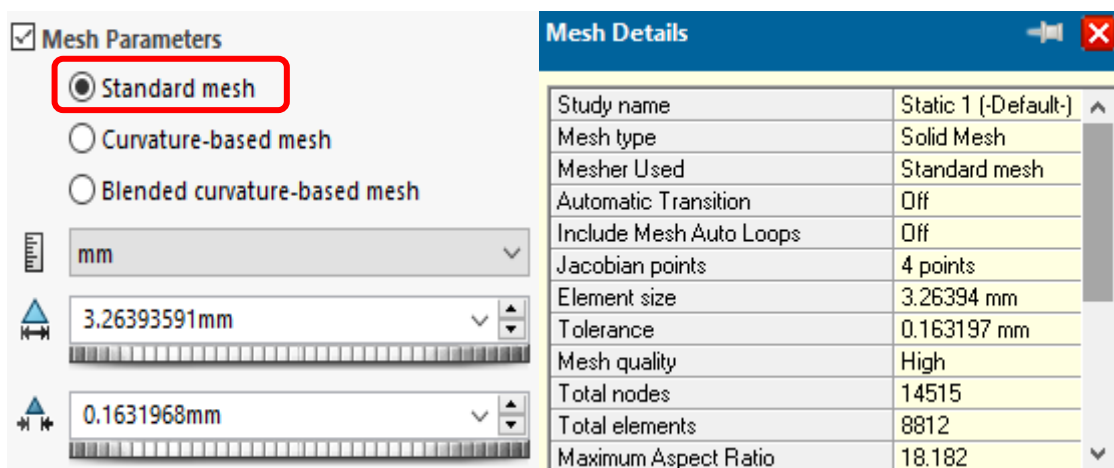 Mesh Parameters
Standard mesh
Curvature-based mesh
Blended curvature-based mesh
mm
3.26393591mm
0.1631968mm
Mesh Details
Study name Static 1 (-Default-)
Mesh type Solid Mesh
Mesher Used Standard mesh
Automatic Transition Off
Include Mesh Auto Loops Off
Jacobian points 4 points
Element size 3.26394 mm
Tolerance 0.163197 mm
Mesh quality High
Total nodes 14515
Total elements 8812
Maximum Aspect Ratio 18.182